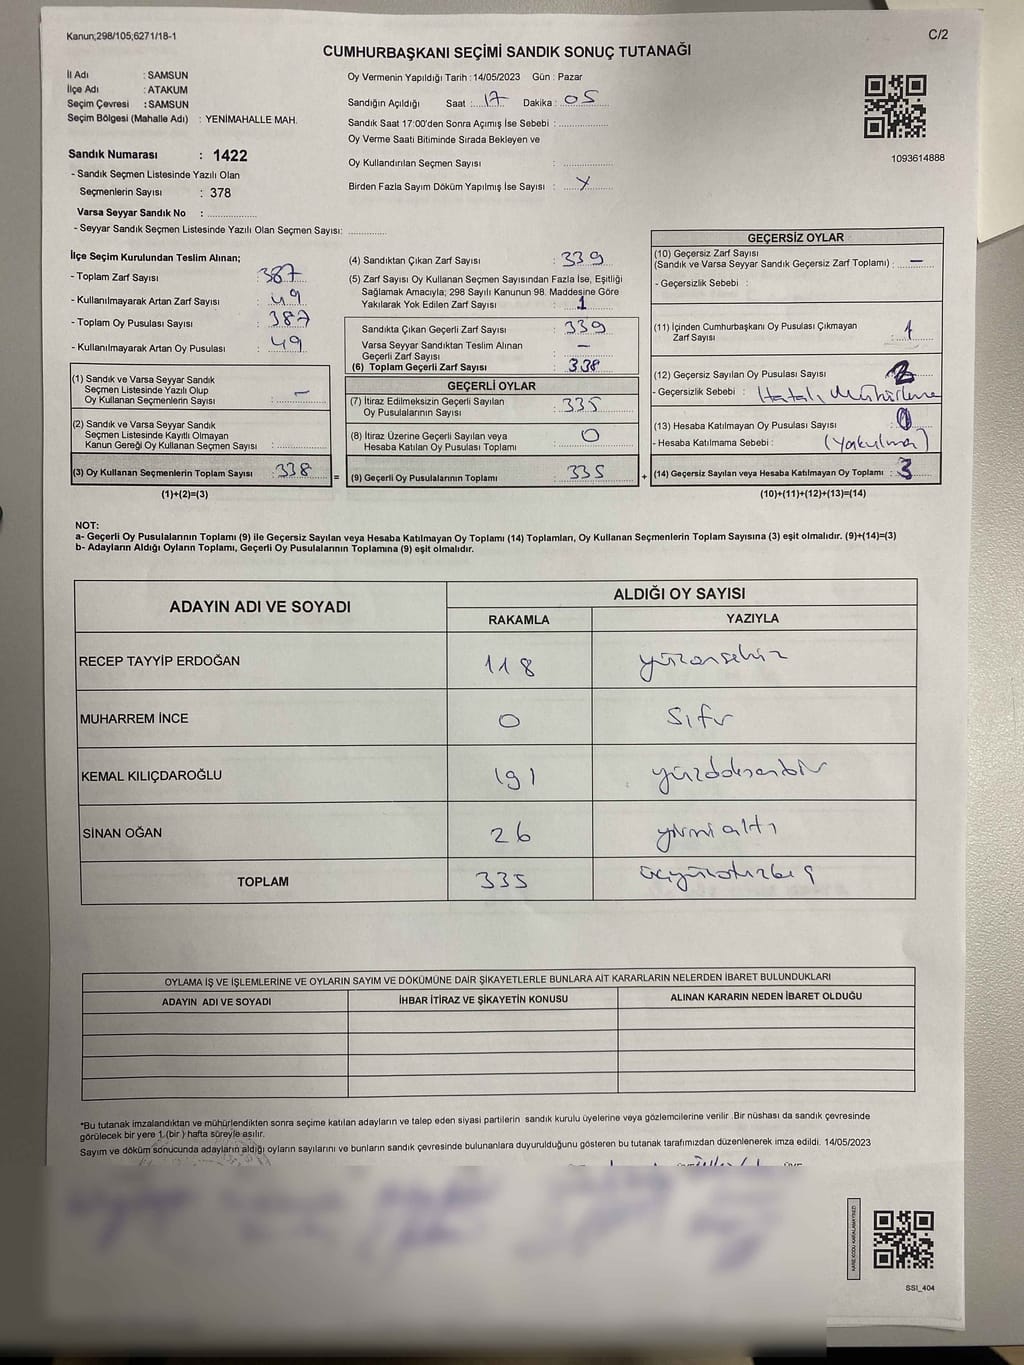 Kanun;298/105,6271/18-1
C/2
CUMHURBAŞKANI SEÇİMİ SANDIK SONUÇ TUTANAĞI
İl Adı : SAMSUN
İlçe Adı : ATAKUM
Seçim Çevresi : SAMSUN
Seçim Bölgesi (Mahalle Adı) : YENİMAHALLE MAH.
Oy Vermenin Yapıldığı Tarih : 14/05/2023 Gün : Pazar
Sandığın Açıldığı Saat : 17 Dakika : 05
Sandık Saat 17:00'den Sonra Açımış İse Sebebi :
Oy Verme Saati Bitiminde Sırada Bekleyen ve
Oy Kullandırılan Seçmen Sayısı :
Birden Fazla Sayım Döküm Yapılmış İse Sayısı :
1093614888
Sandık Numarası : 1422
- Sandık Seçmen Listesinde Yazılı Olan
Seçmenlerin Sayısı : 378
Varsa Seyyar Sandık No :
- Seyyar Sandık Seçmen Listesinde Yazılı Olan Seçmen Sayısı:
İlçe Seçim Kurulundan Teslim Alınan;
- Toplam Zarf Sayısı : 387
- Kullanılmayarak Artan Zarf Sayısı : 49
- Toplam Oy Pusulası Sayısı : 387
- Kullanılmayarak Artan Oy Pusulası : 49
(1) Sandık ve Varsa Seyyar Sandık
Seçmen Listesinde Yazılı Olup
Oy Kullanan Seçmenlerin Sayısı : –
(2) Sandık ve Varsa Seyyar Sandık
Seçmen Listesinde Kayıtlı Olmayan
Kanun Gereği Oy Kullanan Seçmen Sayısı :
(3) Oy Kullanan Seçmenlerin Toplam Sayısı : 338
(1)+(2)=(3)
=
(4) Sandıktan Çıkan Zarf Sayısı : 339
(5) Zarf Sayısı Oy Kullanan Seçmen Sayısından Fazla İse, Eşitliği
Sağlamak Amacıyla; 298 Sayılı Kanunun 98. Maddesine Göre
Yakılarak Yok Edilen Zarf Sayısı : 1
Sandıkta Çıkan Geçerli Zarf Sayısı : 339
Varsa Seyyar Sandıktan Teslim Alınan
Geçerli Zarf Sayısı : –
(6) Toplam Geçerli Zarf Sayısı : 338
GEÇERLİ OYLAR
(7) İtiraz Edilmeksizin Geçerli Sayılan
Oy Pusulalarının Sayısı : 335
(8) İtiraz Üzerine Geçerli Sayılan veya
Hesaba Katılan Oy Pusulası Toplamı : 0
(9) Geçerli Oy Pusulalarının Toplamı : 335
+
GEÇERSİZ OYLAR
(10) Geçersiz Zarf Sayısı
(Sandık ve Varsa Seyyar Sandık Geçersiz Zarf Toplamı) : –
- Geçersizlik Sebebi :
(11) İçinden Cumhurbaşkanı Oy Pusulası Çıkmayan
Zarf Sayısı : 1
(12) Geçersiz Sayılan Oy Pusulası Sayısı : 2
- Geçersizlik Sebebi : Hatalı Mühürleme
(13) Hesaba Katılmayan Oy Pusulası Sayısı : 0
- Hesaba Katılmama Sebebi : (Yakılma)
(14) Geçersiz Sayılan veya Hesaba Katılmayan Oy Toplamı : 3
(10)+(11)+(12)+(13)=(14)
NOT:
a- Geçerli Oy Pusulalarının Toplamı (9) ile Geçersiz Sayılan veya Hesaba Katılmayan Oy Toplamı (14) Toplamları, Oy Kullanan Seçmenlerin Toplam Sayısına (3) eşit olmalıdır. (9)+(14)=(3)
b- Adayların Aldığı Oyların Toplamı, Geçerli Oy Pusulalarının Toplamına (9) eşit olmalıdır.
ADAYIN ADI VE SOYADI
ALDIĞI OY SAYISI
RAKAMLA YAZIYLA
RECEP TAYYİP ERDOĞAN 118 yüzonsekiz
MUHARREM İNCE 0 Sıfır
KEMAL KILIÇDAROĞLU 191 yüzdoksanbir
SİNAN OĞAN 26 yirmialtı
TOPLAM 335 üçyüzotuzbeş
OYLAMA İŞ VE İŞLEMLERİNE VE OYLARIN SAYIM VE DÖKÜMÜNE DAİR ŞİKAYETLERLE BUNLARA AİT KARARLARIN NELERDEN İBARET BULUNDUKLARI
ADAYIN ADI VE SOYADI İHBAR İTİRAZ VE ŞİKAYETİN KONUSU ALINAN KARARIN NEDEN İBARET OLDUĞU
*Bu tutanak imzalandıktan ve mühürlendikten sonra seçime katılan adayların ve talep eden siyasi partilerin sandık kurulu üyelerine veya gözlemcilerine verilir .Bir nüshası da sandık çevresinde
görülecek bir yere 1 (bir ) hafta süreyle asılır.
Sayım ve döküm sonucunda adayların aldığı oyların sayılarını ve bunların sandık çevresinde bulunanlara duyurulduğunu gösteren bu tutanak tarafımızdan düzenlenerek imza edildi. 14/05/2023
KAREKODU KARALAMAYINIZ!
SSI_404